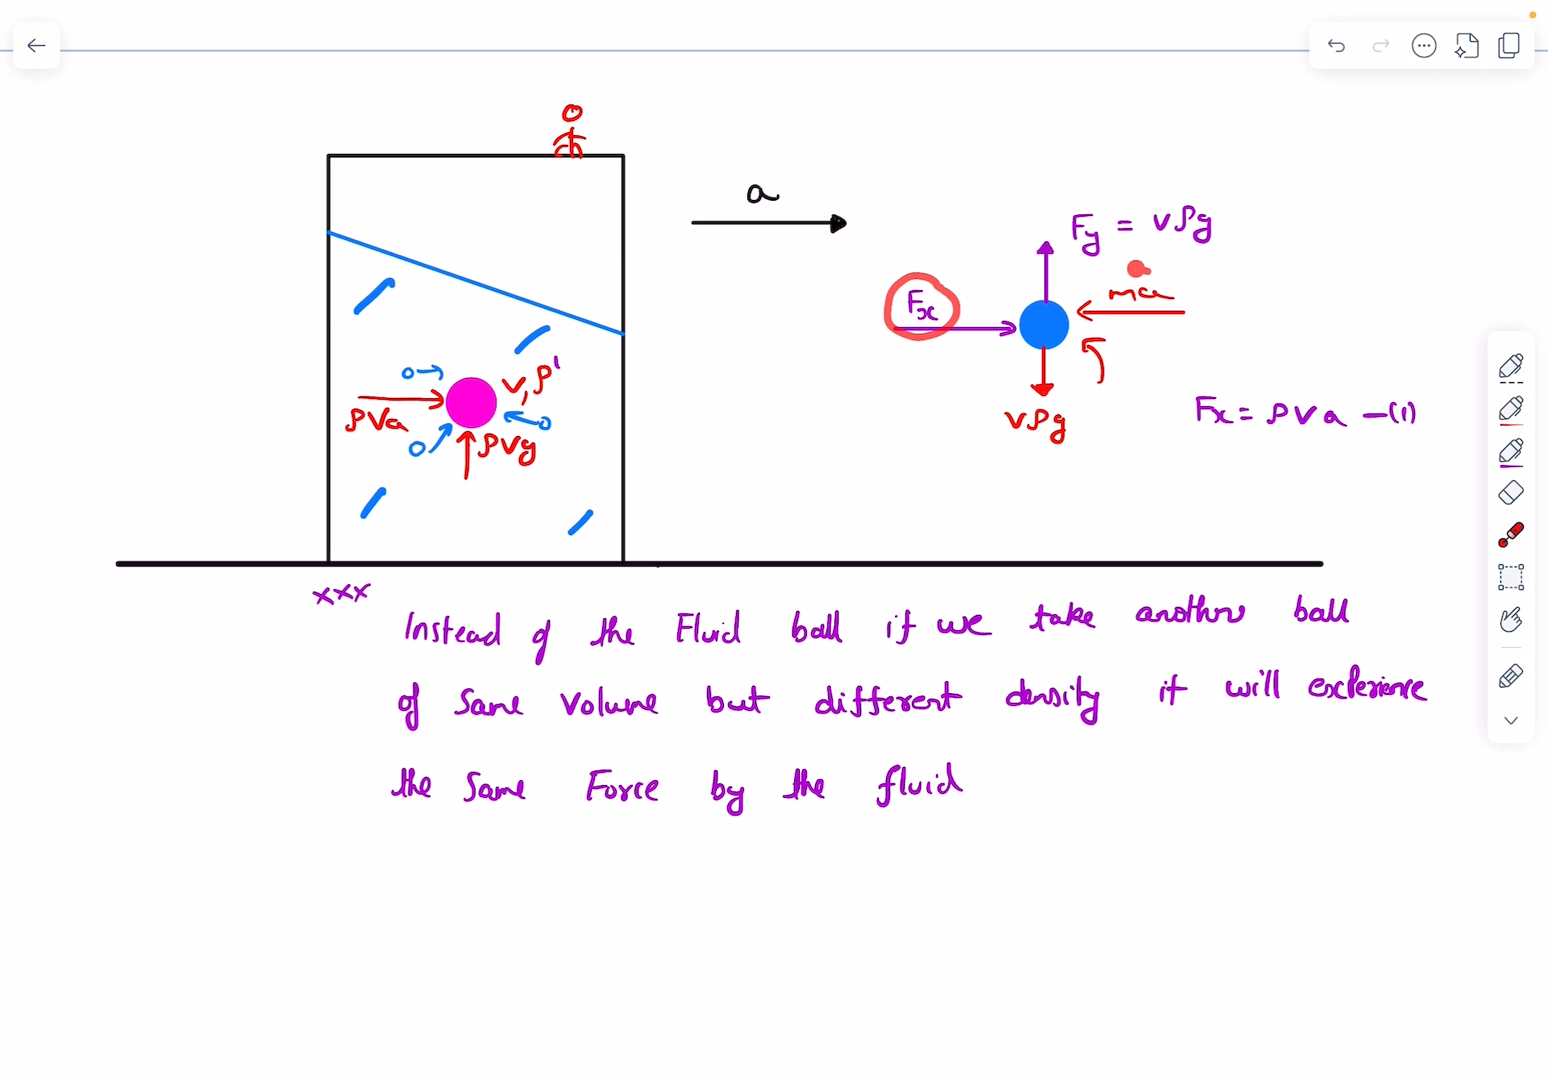 a
Fy = vρg
Fx
ma
v, ρ'
ρVa
ρVg
vρg
Fx = ρva —(1)
xxx
Instead of the Fluid ball if we take another ball
of same volume but different density it will experience
the same Force by the fluid